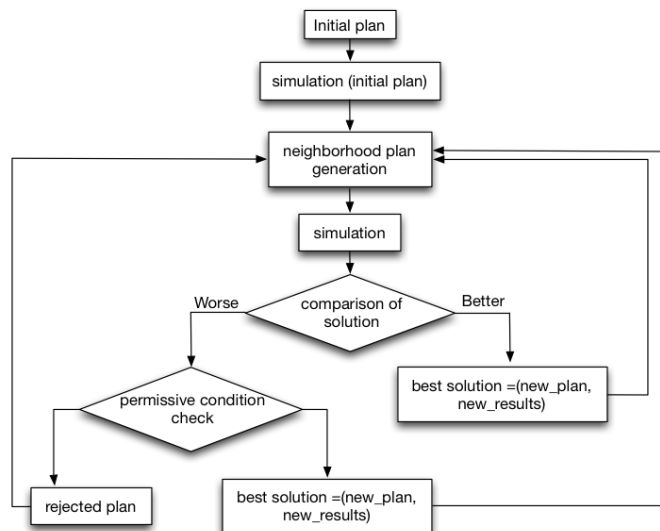 Initial plan
simulation (initial plan)
neighborhood plan
generation
simulation
comparison of
solution
Worse
Better
best solution =(new_plan,
new_results)
permissive condition
check
rejected plan
best solution =(new_plan,
new_results)